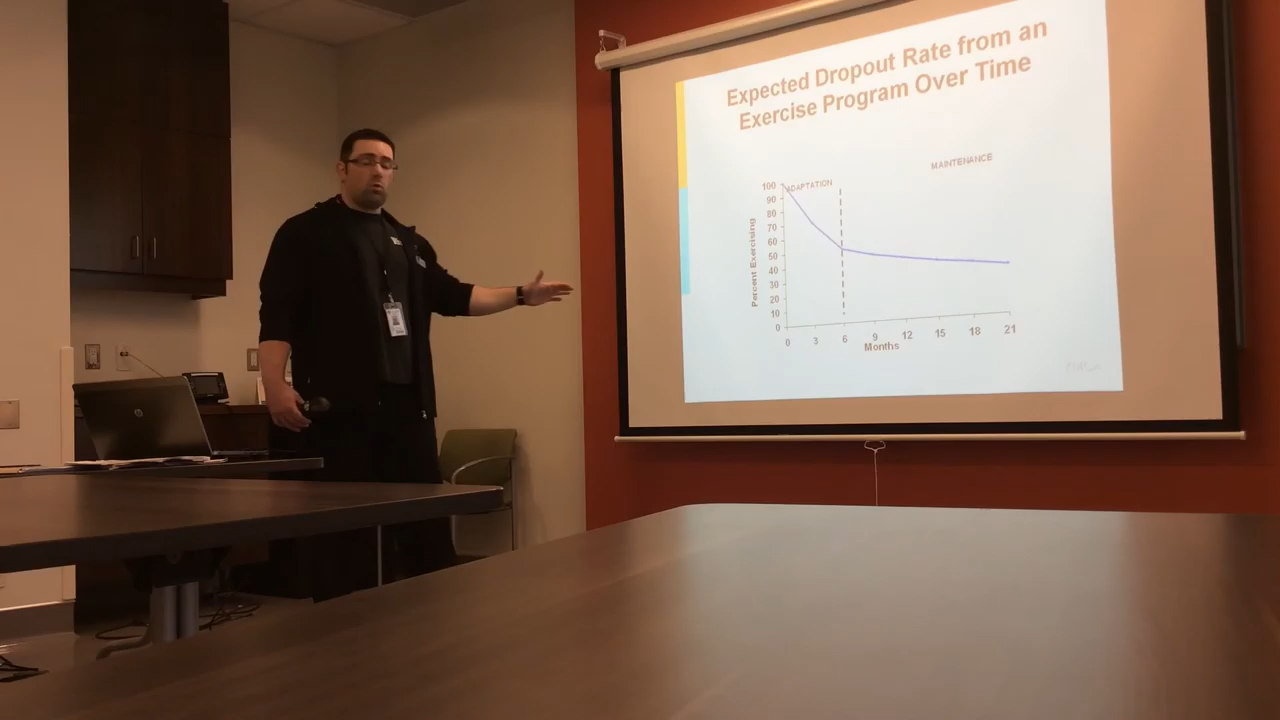 Expected Dropout Rate from an
Exercise Program Over Time
MAINTENANCE
ADAPTATION
Percent Exercising
100
90
80
70
60
50
40
30
20
10
0
0 3 6 9 12 15 18 21
Months
hp